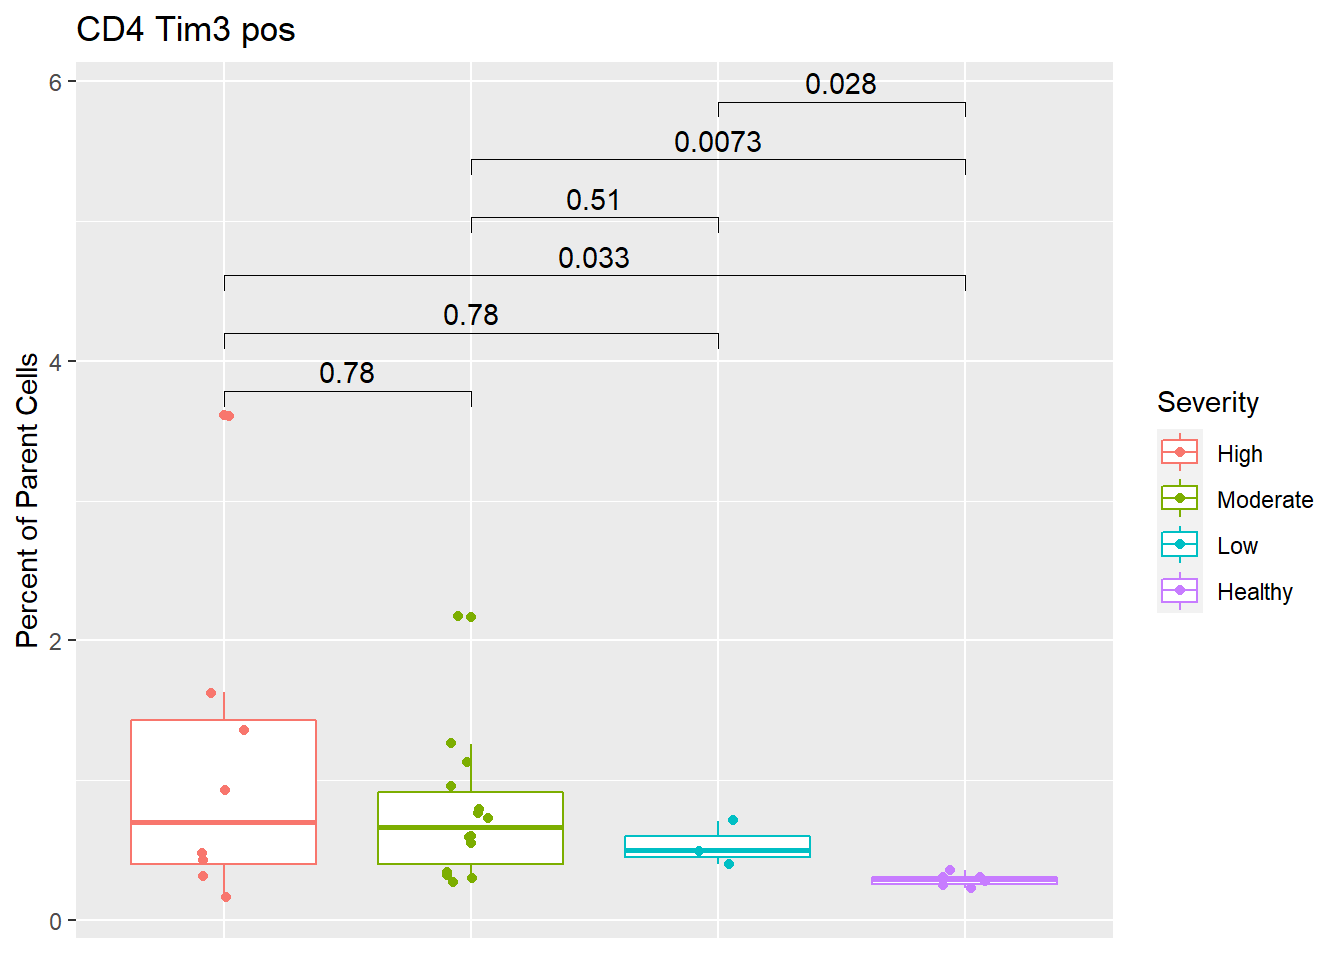 CD4 Tim3 pos
6
0.028
0.0073
0.51
0.033
0.78
4
0.78
Percent of Parent Cells
2
0
Severity
High
Moderate
Low
Healthy